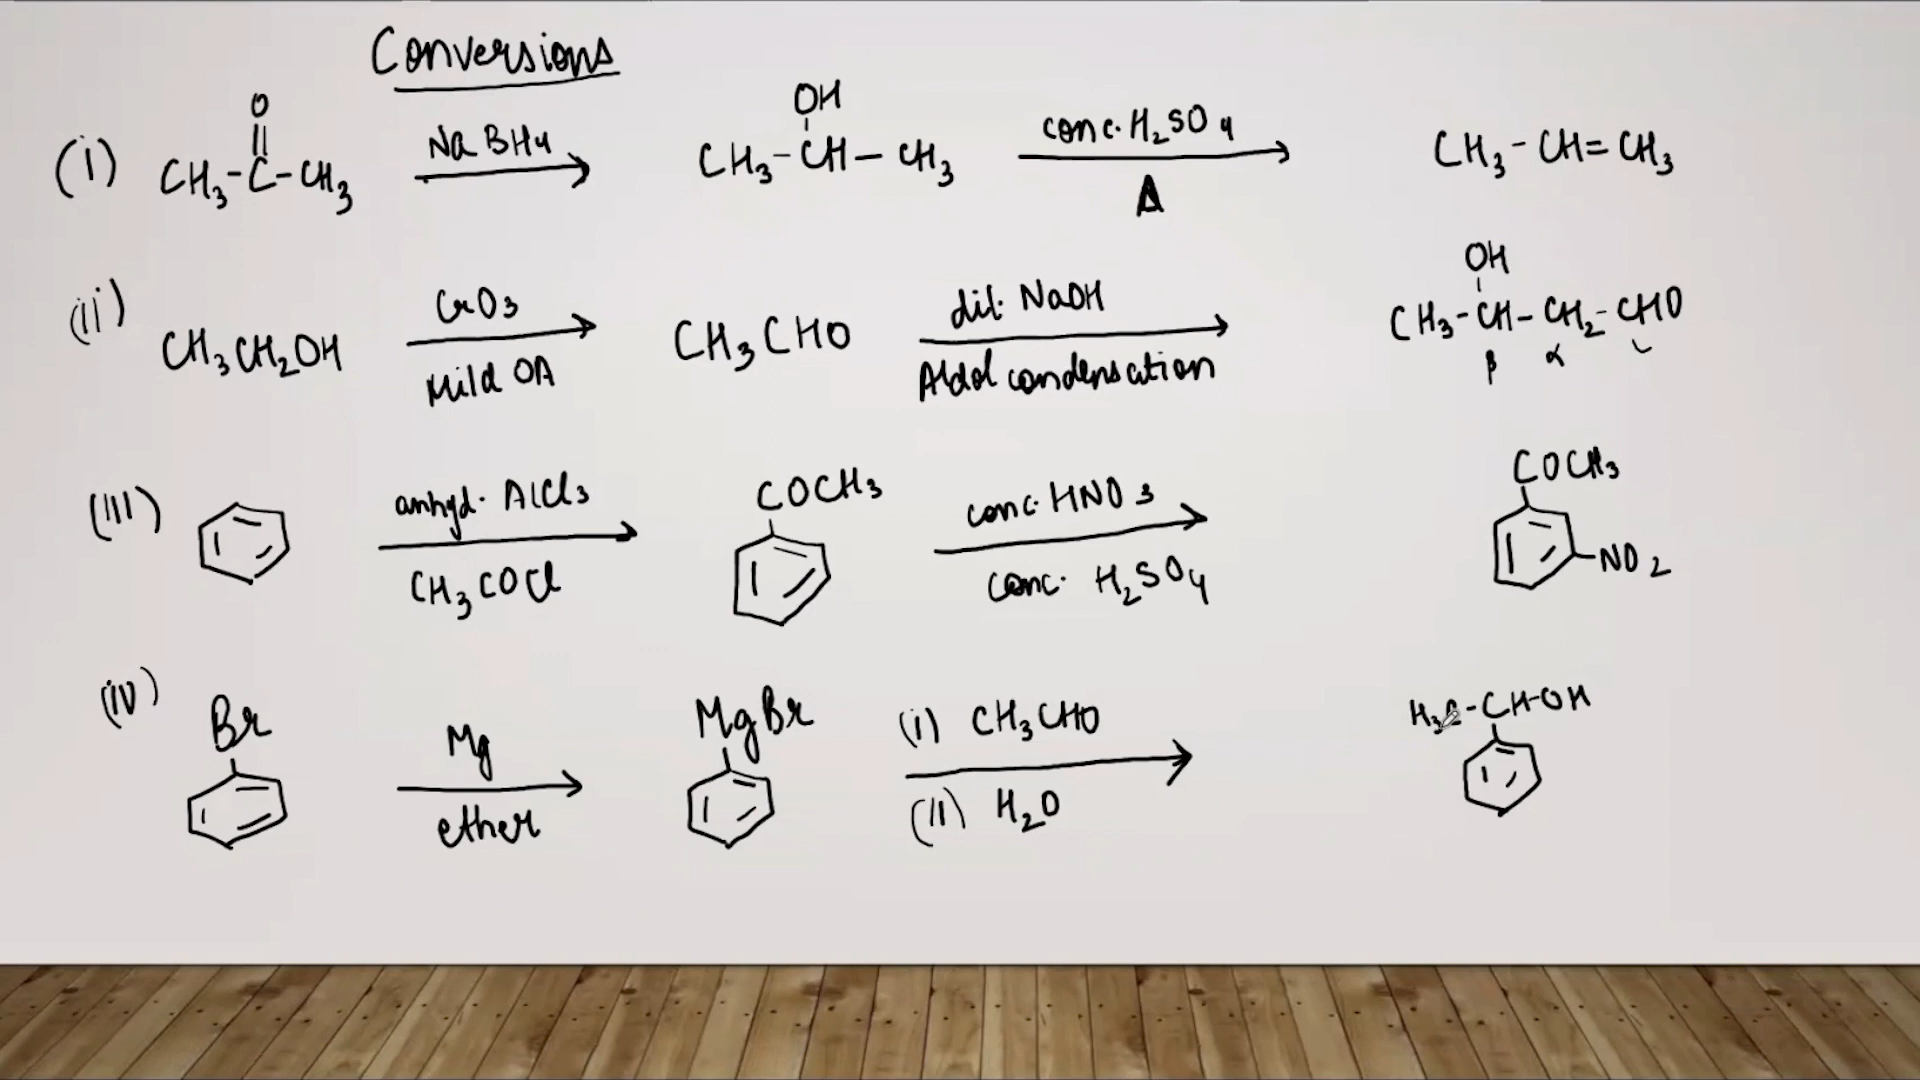 Conversions
(i) CH3-C-CH3 NaBH4 CH3-CH-CH3 conc. H2SO4 CH3-CH=CH3
O
OH
Δ
(ii) CH3CH2OH CrO3 CH3CHO dil. NaOH CH3-CH-CH2-CHO
OH
Mild OA Aldol condensation β α
(iii) anhyd. AlCl3 COCH3 conc. HNO3 COCH3
CH3COCl conc. H2SO4 NO2
(iv) Br Mg MgBr (i) CH3CHO H3C-CH-OH
ether (ii) H2O